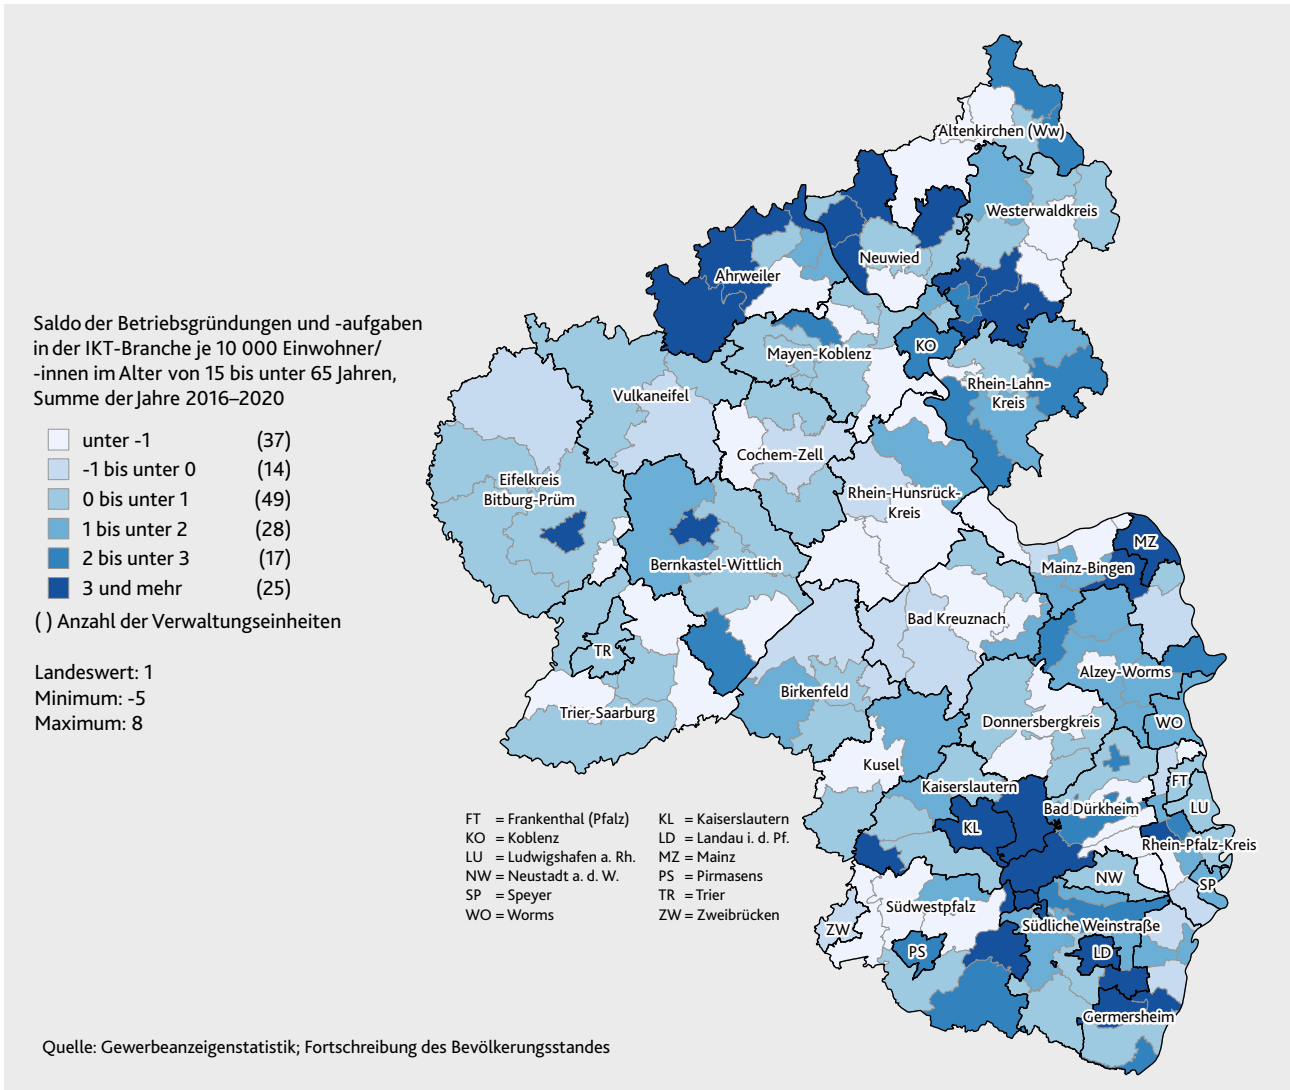 Saldo der Betriebsgründungen und -aufgaben
in der IKT-Branche je 10 000 Einwohner/
-innen im Alter von 15 bis unter 65 Jahren,
Summe der Jahre 2016–2020
unter -1 (37)
-1 bis unter 0 (14)
0 bis unter 1 (49)
1 bis unter 2 (28)
2 bis unter 3 (17)
3 und mehr (25)
( ) Anzahl der Verwaltungseinheiten
Landeswert: 1
Minimum: -5
Maximum: 8
Altenkirchen (Ww)
Westerwaldkreis
Neuwied
Ahrweiler
KO
Mayen-Koblenz
Rhein-Lahn-
Kreis
Vulkaneifel
Cochem-Zell
Eifelkreis
Bitburg-Prüm
Rhein-Hunsrück-
Kreis
MZ
Mainz-Bingen
Bernkastel-Wittlich
Bad Kreuznach
TR
Alzey-Worms
Birkenfeld
Trier-Saarburg
Donnersbergkreis
WO
Kusel
FT
Kaiserslautern
Bad Dürkheim
LU
KL
Rhein-Pfalz-Kreis
NW
SP
Südwestpfalz
ZW
Südliche Weinstraße
PS
LD
Germersheim
FT = Frankenthal (Pfalz)
KO = Koblenz
LU = Ludwigshafen a. Rh.
NW = Neustadt a. d. W.
SP = Speyer
WO = Worms
KL = Kaiserslautern
LD = Landau i. d. Pf.
MZ = Mainz
PS = Pirmasens
TR = Trier
ZW = Zweibrücken
Quelle: Gewerbeanzeigenstatistik; Fortschreibung des Bevölkerungsstandes